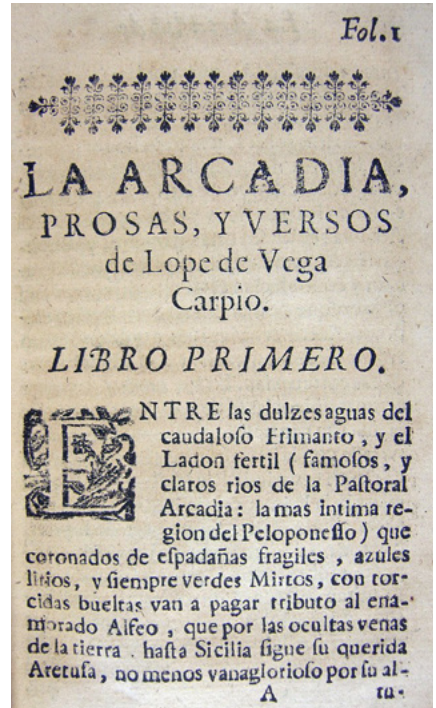 Fol.1
LA ARCADIA,
PROSAS, Y VERSOS
de Lope de Vega
Carpio.
LIBRO PRIMERO.
ENTRE las dulzes aguas del
caudaloſo Erimanto, y el
Ladon fertil ( famoſos, y
claros rios de la Paſtoral
Arcadia: la mas intima re-
gion del Peloponeſſo) que
coronados de eſpadañas fragiles, azules
lirios, y ſiempre verdes Mirtos, con tor-
cidas bueltas van a pagar tributo al ena-
morado Alfeo, que por las ocultas venas
de la tierra. haſta Sicilia ſigue ſu querida
Aretuſa, no menos vanaglorioſo por ſu al-
A tu-